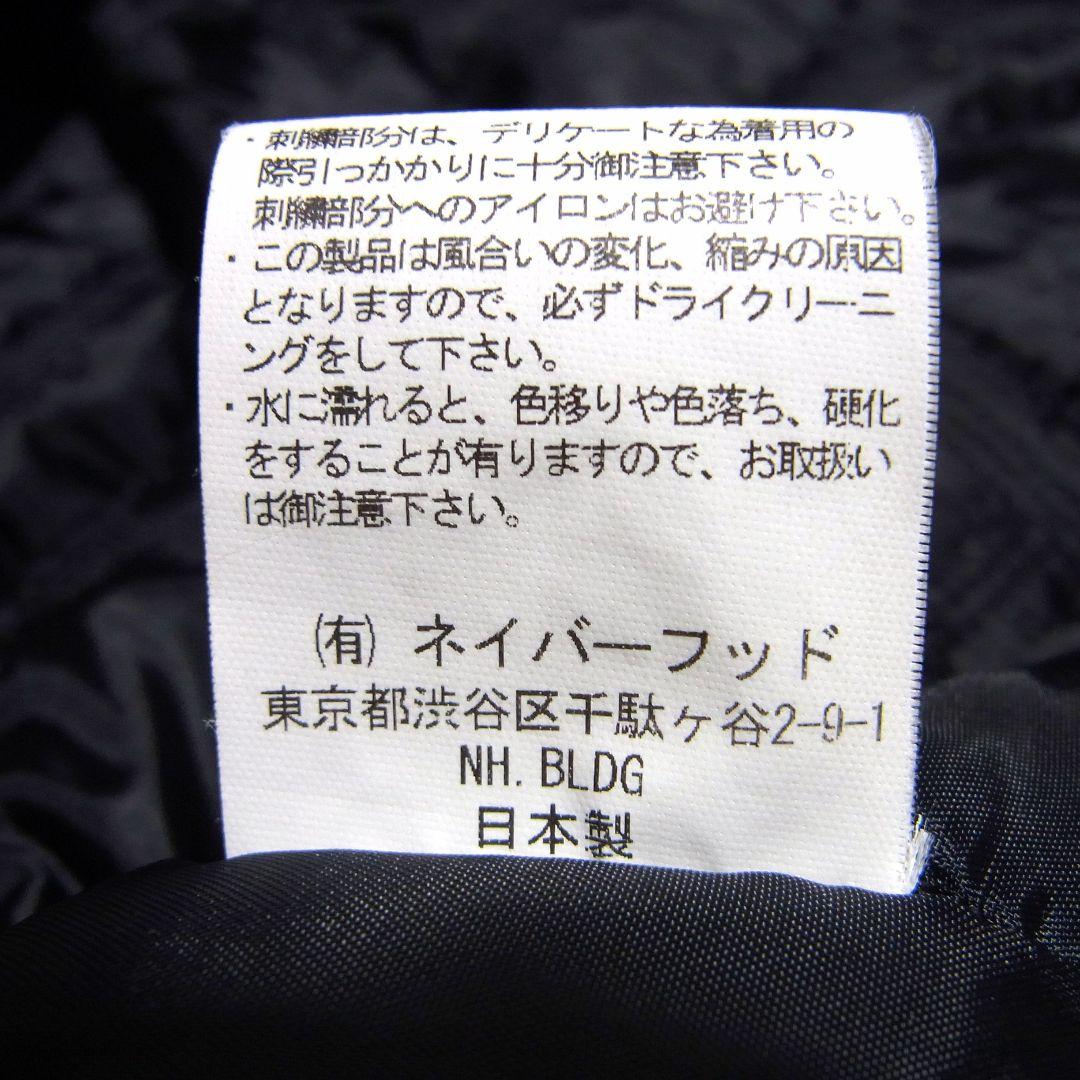 ・刺繍部分は、デリケートな為着用の
際引っかかりに十分御注意下さい。
刺繍部分へのアイロンはお避け下さい。
・この製品は風合いの変化、縮みの原因
となりますので、必ずドライクリーニ
ングをして下さい。
・水に濡れると、色移りや色落ち、硬化
をすることが有りますので、お取扱い
は御注意下さい。
(有) ネイバーフッド
東京都渋谷区千駄ヶ谷2-9-1
NH. BLDG
日本製